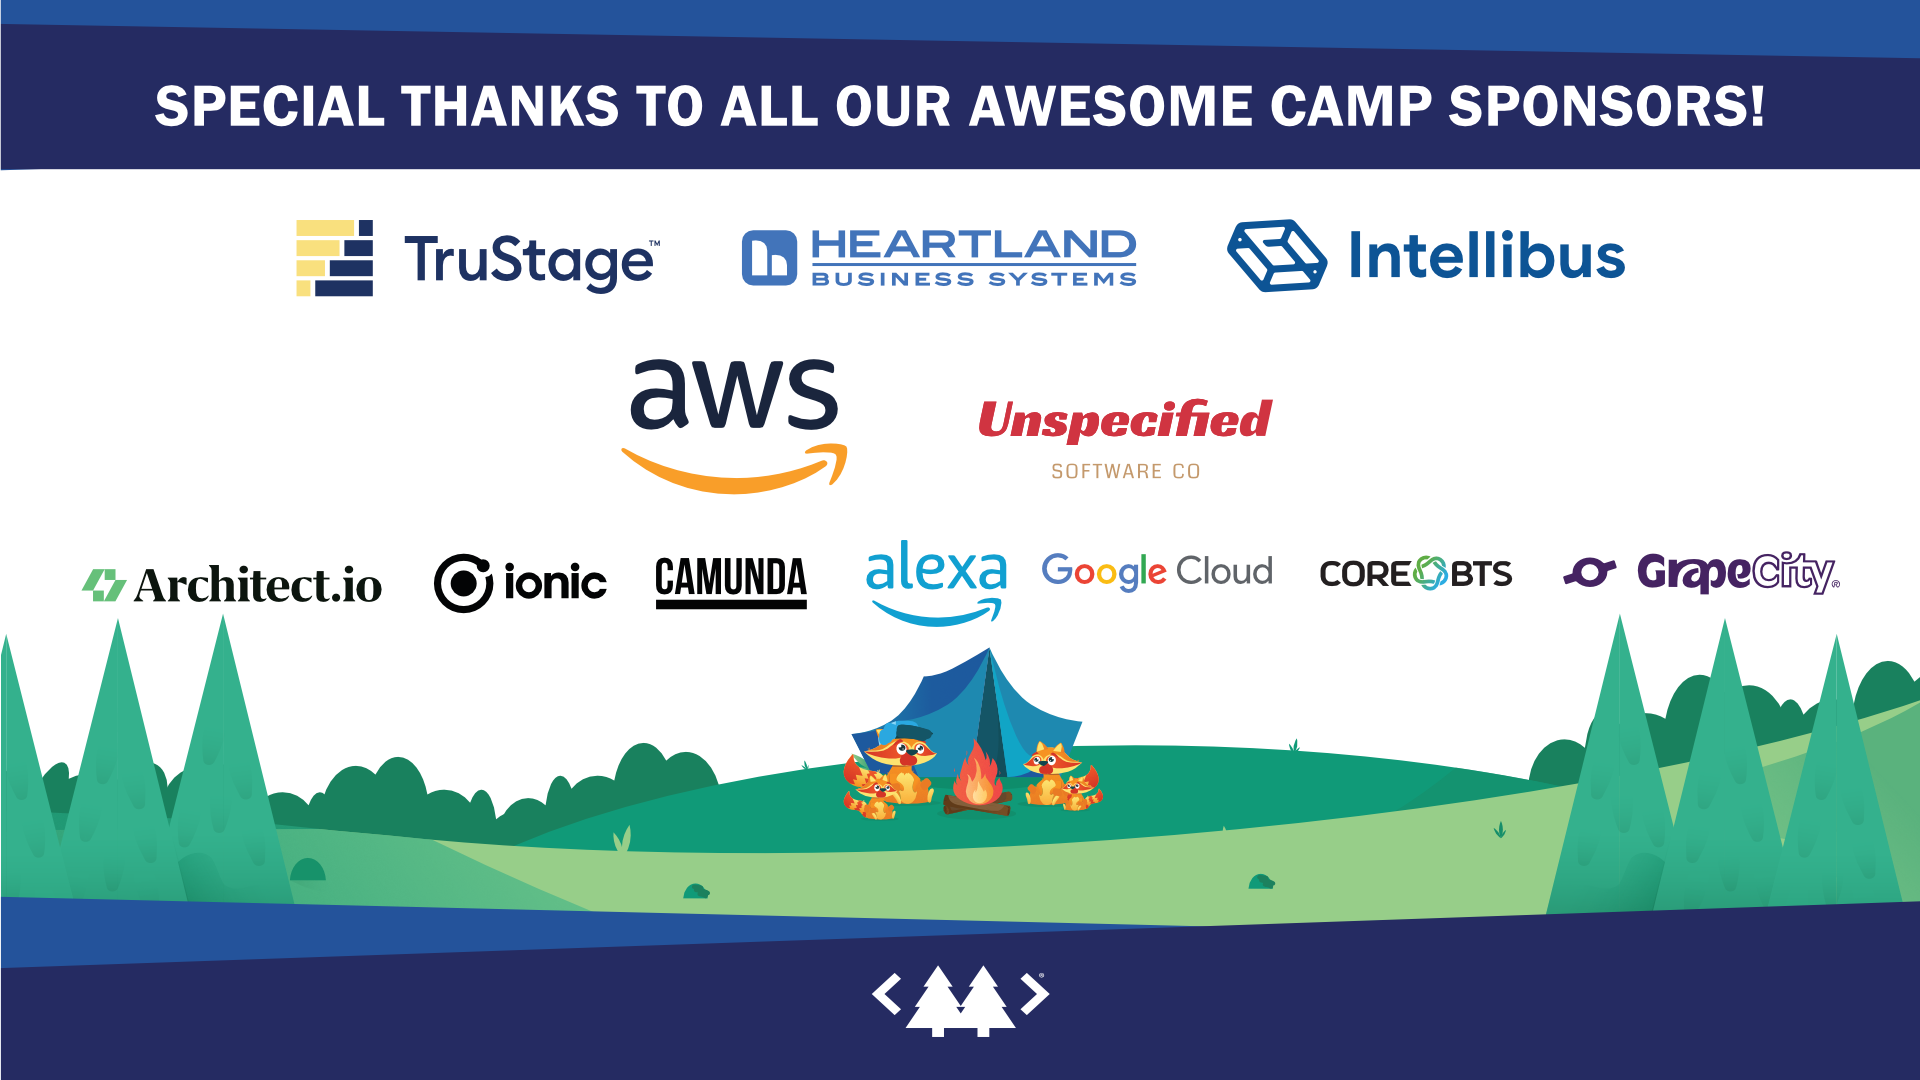 SPECIAL THANKS TO ALL OUR AWESOME CAMP SPONSORS!
TruStage™
HEARTLAND
BUSINESS SYSTEMS
Intellibus
aws
Unspecified
SOFTWARE CO
Architect.io
ionic
CAMUNDA
alexa
Google Cloud
CORE BTS
GrapeCity®
< > ®